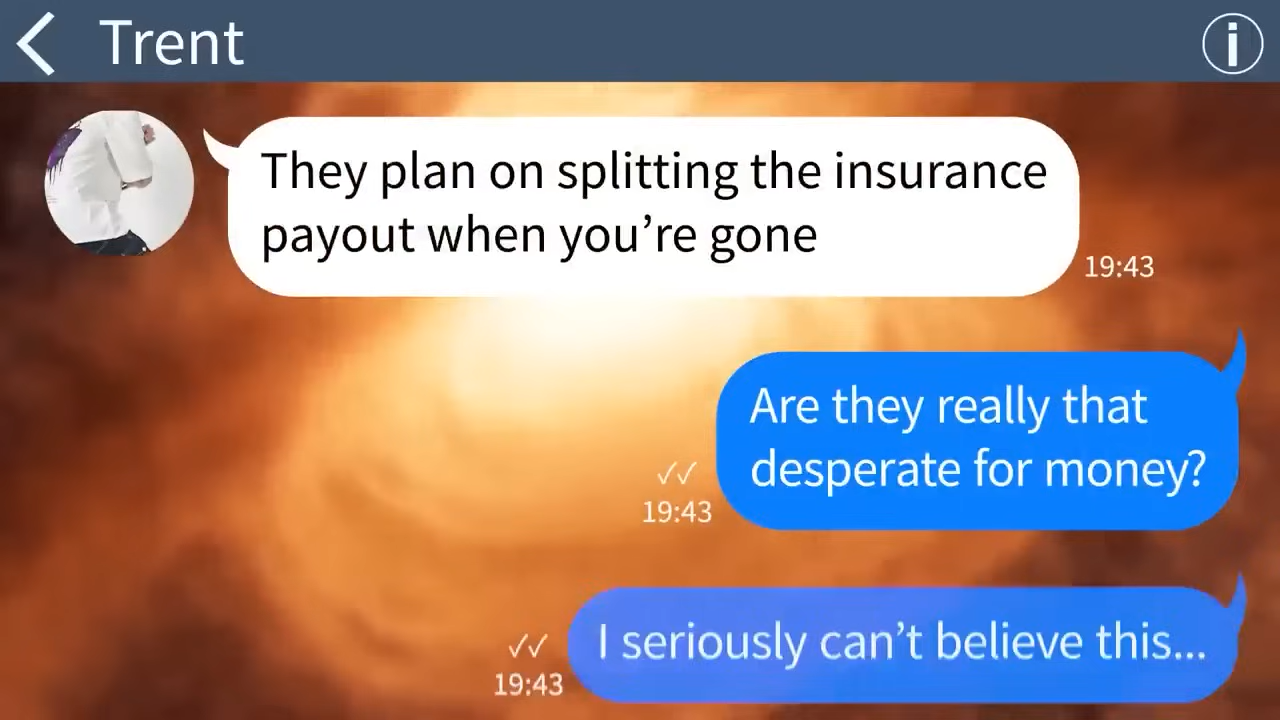 Trent
They plan on splitting the insurance
payout when you’re gone
19:43
Are they really that
desperate for money?
19:43
I seriously can’t believe this...
19:43